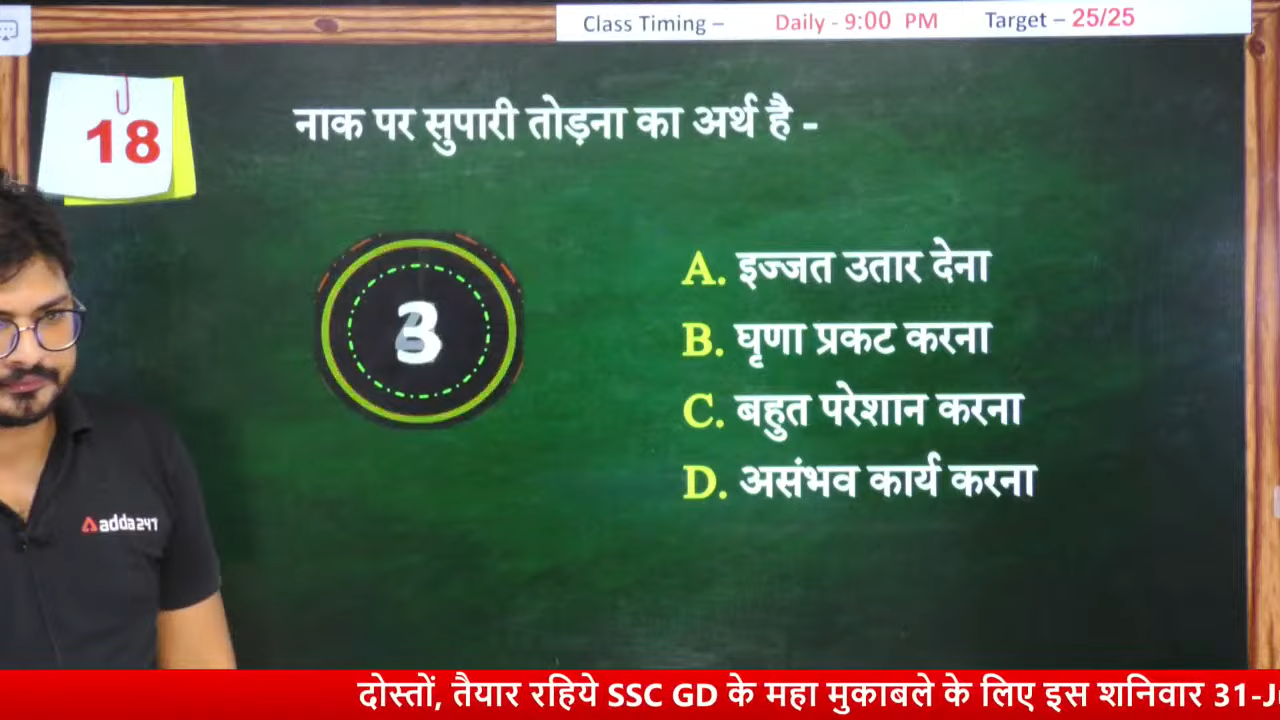 Class Timing – Daily - 9:00 PM Target – 25/25
18
नाक पर सुपारी तोड़ना का अर्थ है -
3
A. इज्जत उतार देना
B. घृणा प्रकट करना
C. बहुत परेशान करना
D. असंभव कार्य करना
adda247
दोस्तों, तैयार रहिये SSC GD के महा मुकाबले के लिए इस शनिवार 31-J